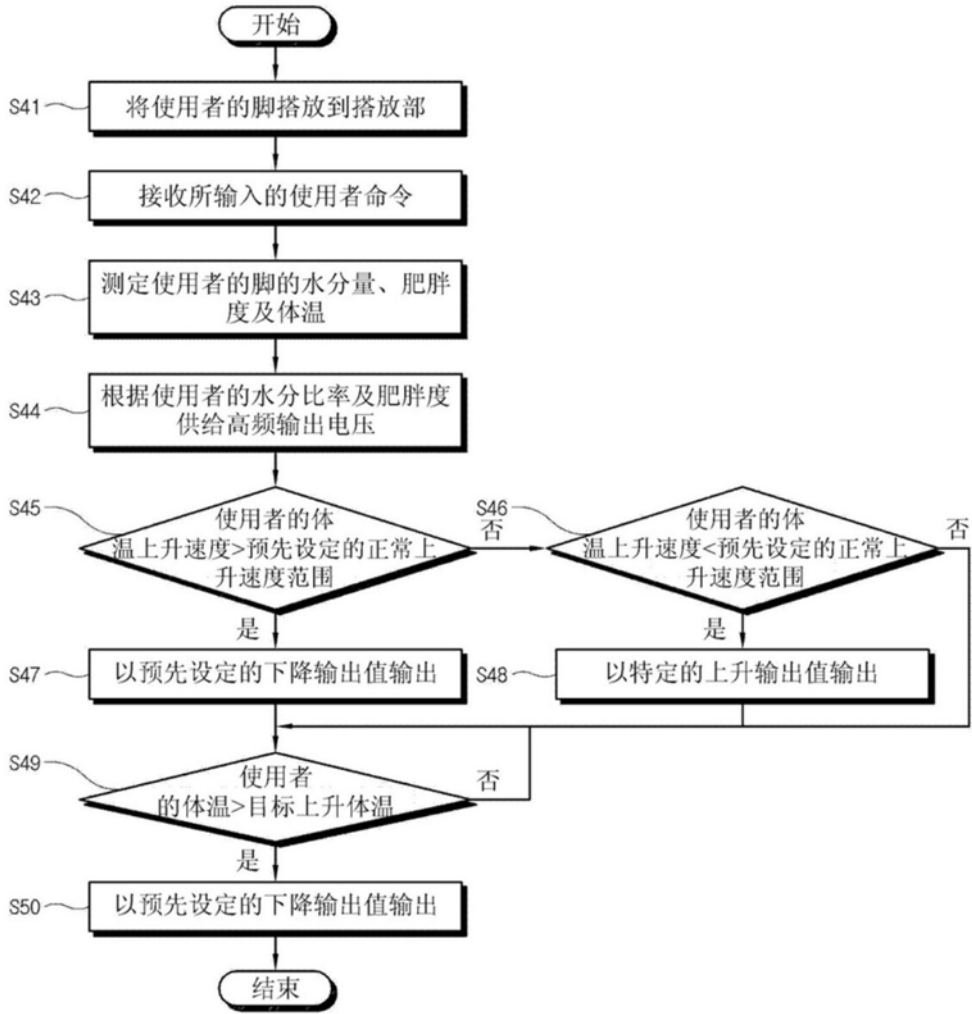 开始
S41
将使用者的脚搭放到搭放部
S42
接收所输入的使用者命令
S43
测定使用者的脚的水分量、肥胖
度及体温
S44
根据使用者的水分比率及肥胖度
供给高频输出电压
S45
使用者的体
温上升速度>预先设定的正常上
升速度范围
否
是
S46
使用者的体
温上升速度<预先设定的正常上
升速度范围
否
是
S47
以预先设定的下降输出值输出
S48
以特定的上升输出值输出
S49
使用者
的体温>目标上升体温
否
是
S50
以预先设定的下降输出值输出
结束